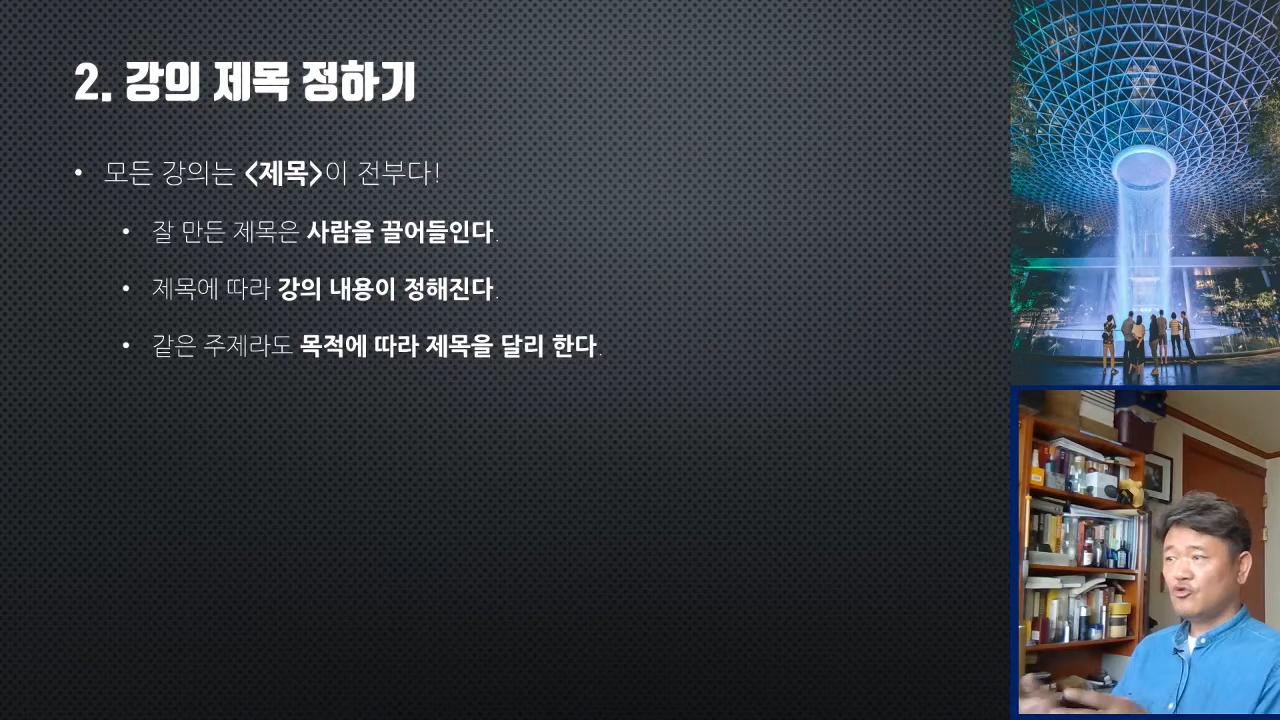 2. 강의 제목 정하기
• 모든 강의는 <제목>이 전부다!
• 잘 만든 제목은 사람을 끌어들인다.
• 제목에 따라 강의 내용이 정해진다.
• 같은 주제라도 목적에 따라 제목을 달리 한다.